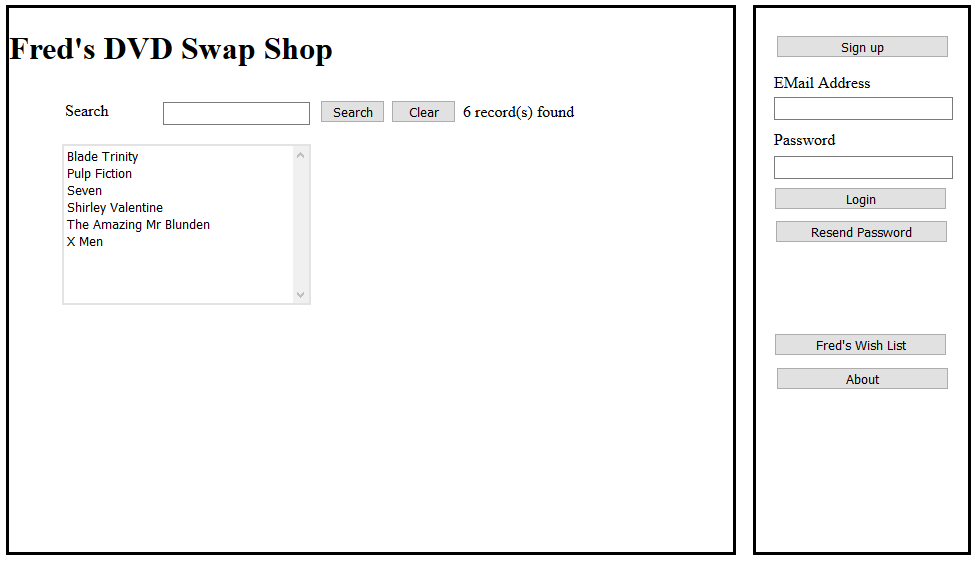 Fred's DVD Swap Shop
Search Search Clear 6 record(s) found
Blade Trinity
Pulp Fiction
Seven
Shirley Valentine
The Amazing Mr Blunden
X Men
Sign up
EMail Address
Password
Login
Resend Password
Fred's Wish List
About